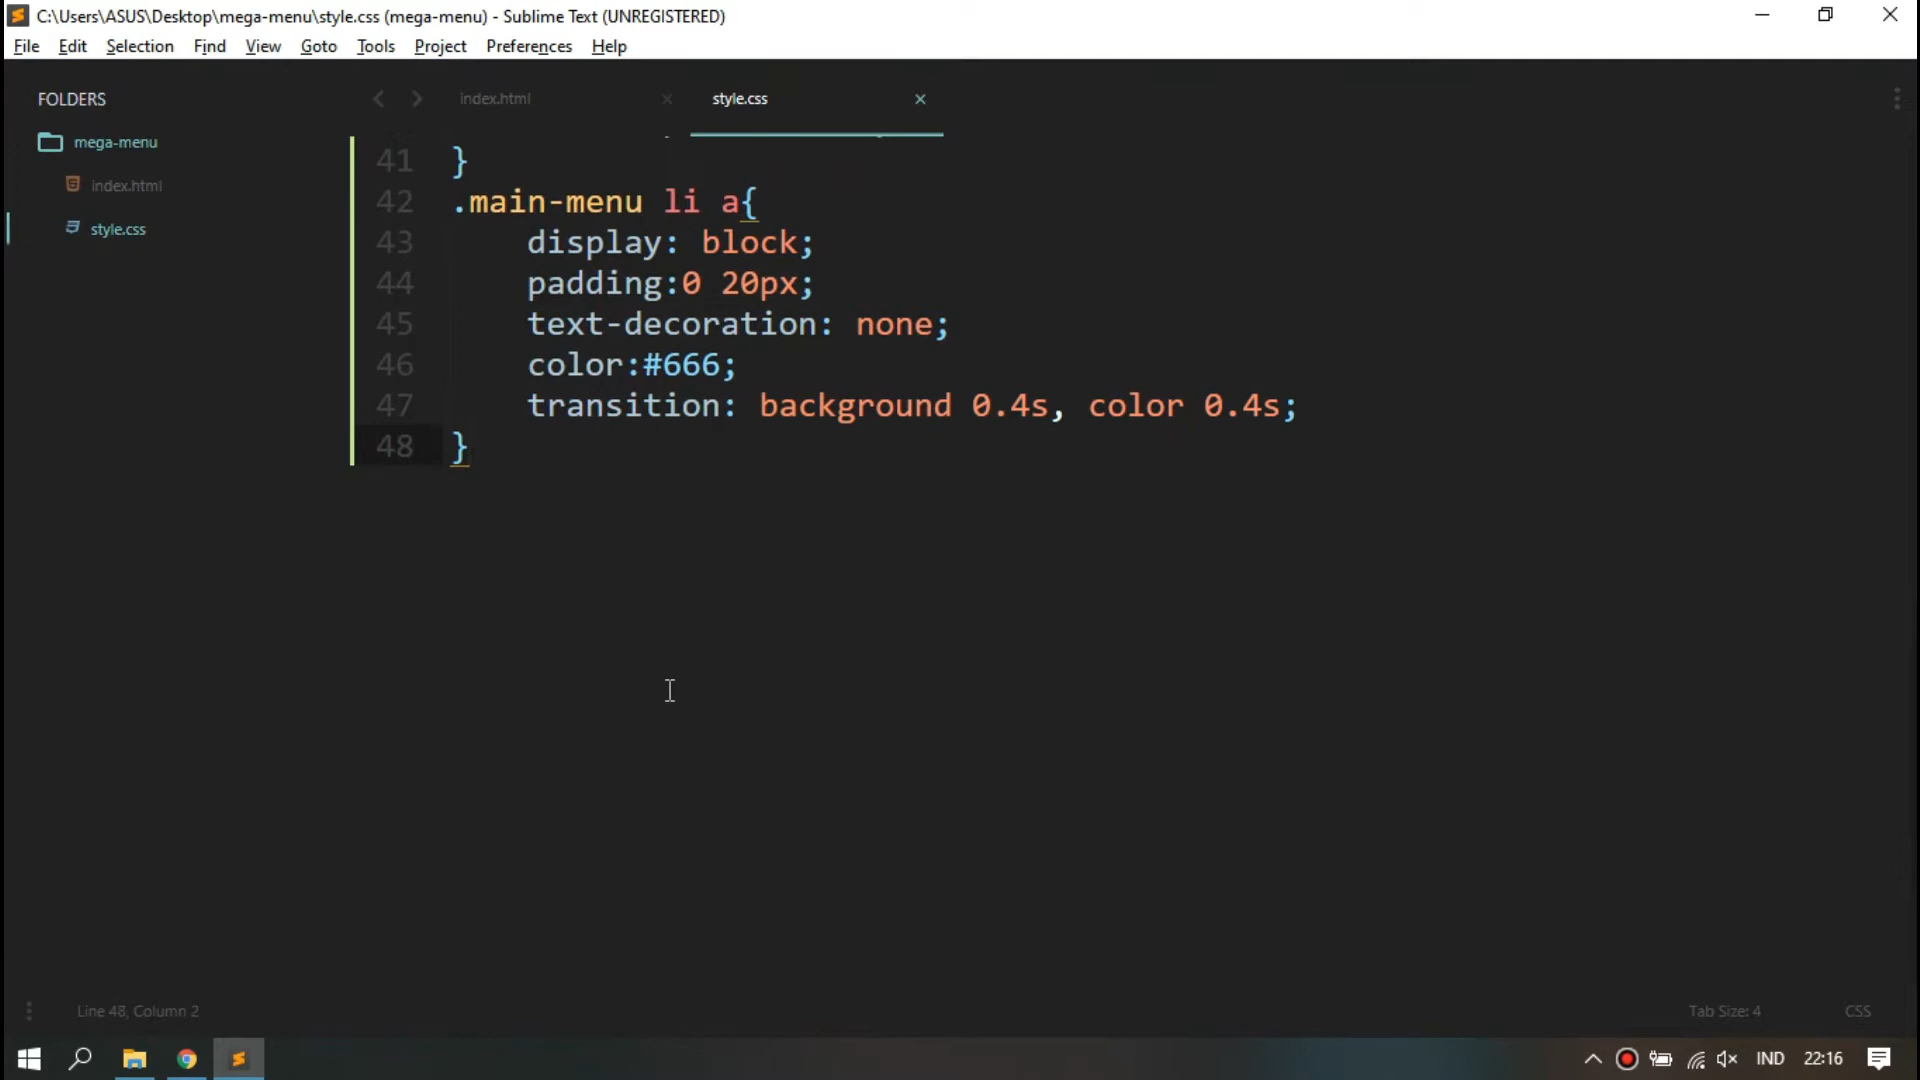 C:\Users\ASUS\Desktop\mega-menu\style.css (mega-menu) - Sublime Text (UNREGISTERED)
File Edit Selection Find View Goto Tools Project Preferences Help
FOLDERS
mega-menu
index.html
style.css
index.html
style.css
41 }
42 .main-menu li a{
43     display: block;
44     padding:0 20px;
45     text-decoration: none;
46     color:#666;
47     transition: background 0.4s, color 0.4s;
48 }
Line 48, Column 2
Tab Size: 4
CSS
IND
22:16